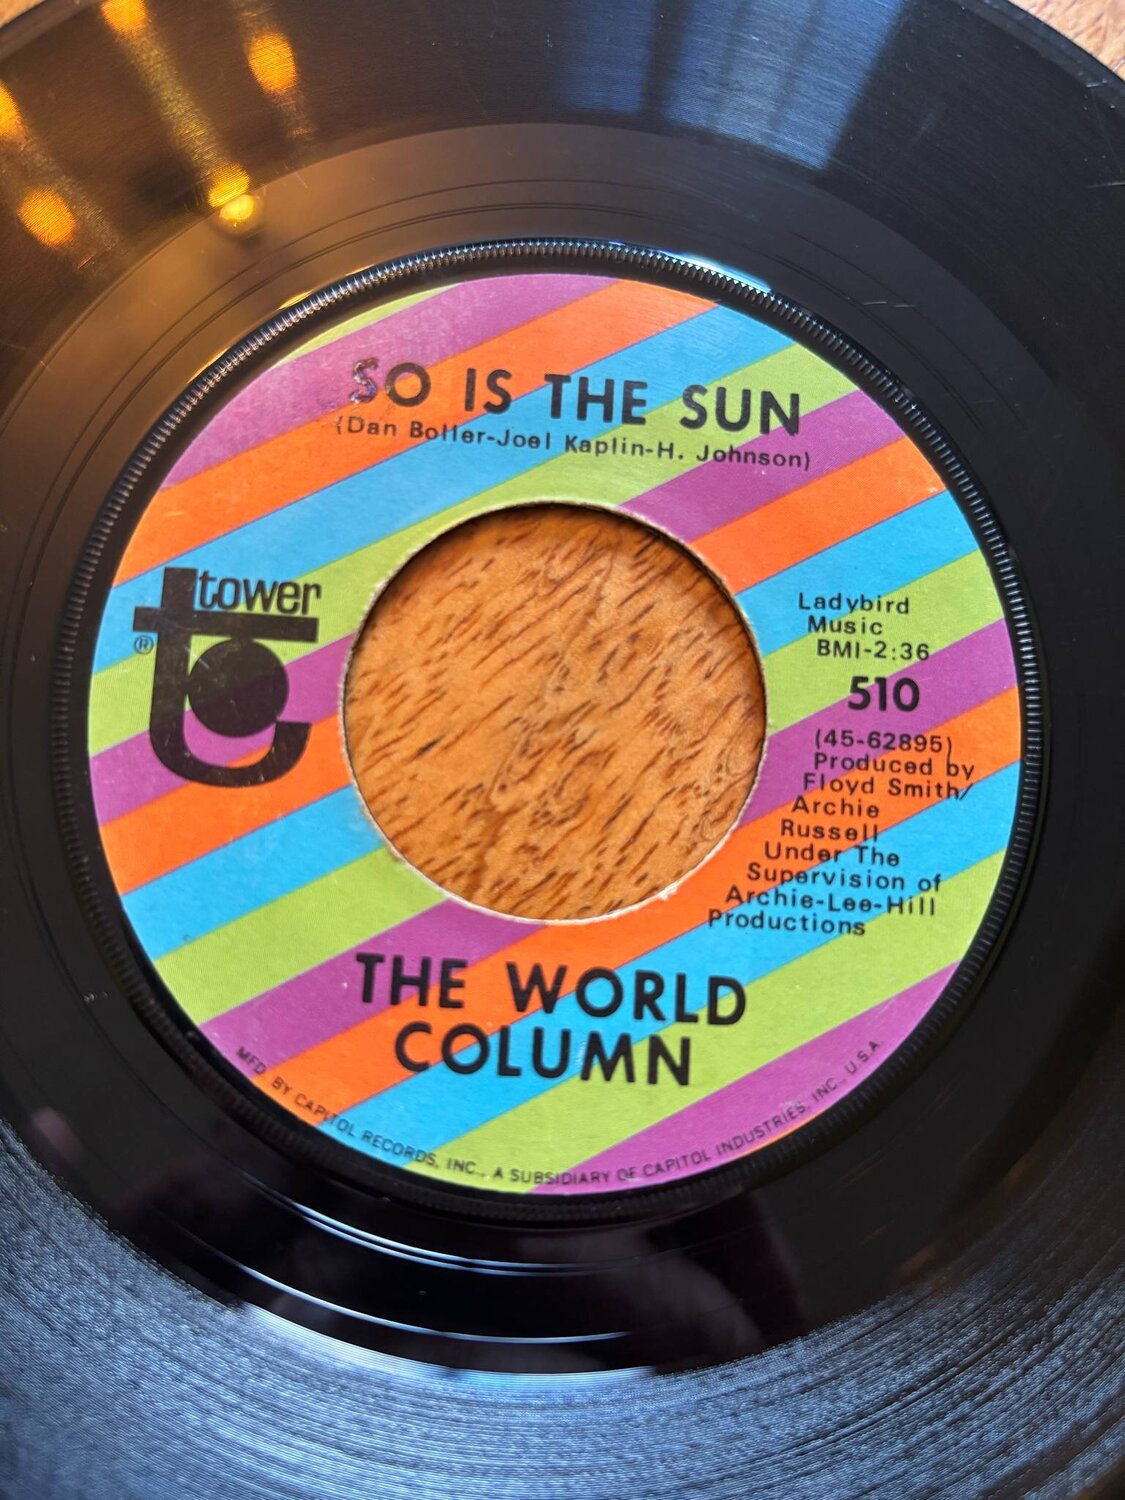 SO IS THE SUN
(Dan Boller-Joel Kaplin-H. Johnson)
tower
®
Ladybird
Music
BMI-2:36
510
(45-62895)
Produced by
Floyd Smith/
Archie
Russell
Under The
Supervision of
Archie-Lee-Hill
Productions
THE WORLD
COLUMN
MFD. BY CAPITOL RECORDS, INC., A SUBSIDIARY OF CAPITOL INDUSTRIES, INC., U.S.A.